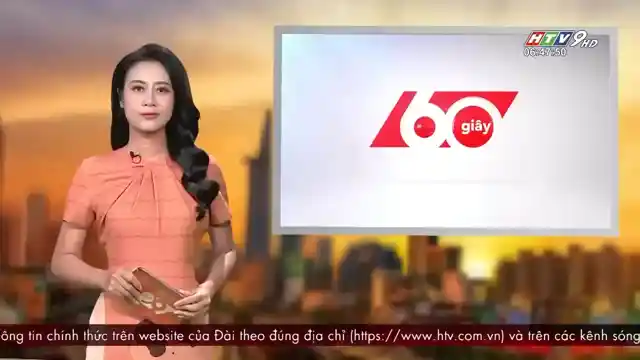 HTV9 HD
06:47:50
60 giây
ông tin chính thức trên website của Đài theo đúng địa chỉ (https://www.htv.com.vn) và trên các kênh sóng